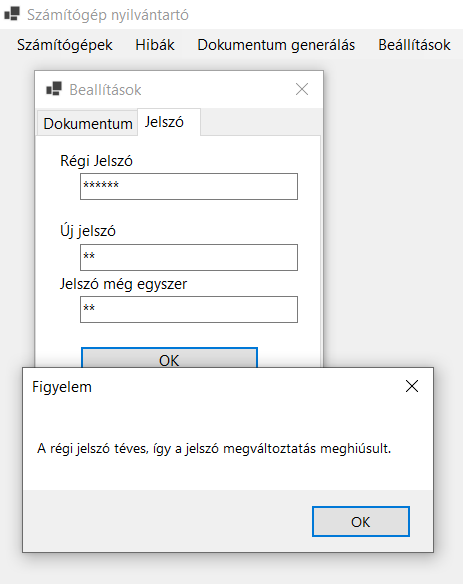 Számítógép nyilvántartó
Számítógépek Hibák Dokumentum generálás Beállítások
Beallítások
Dokumentum Jelszó
Régi Jelszó
******
Új jelszó
**
Jelszó még egyszer
**
OK
Figyelem
A régi jelszó téves, így a jelszó megváltoztatás meghiúsult.
OK